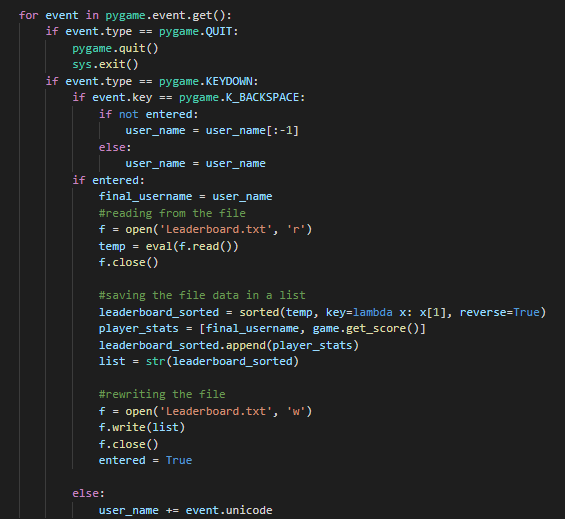 for event in pygame.event.get():
    if event.type == pygame.QUIT:
        pygame.quit()
        sys.exit()
    if event.type == pygame.KEYDOWN:
        if event.key == pygame.K_BACKSPACE:
            if not entered:
                user_name = user_name[:-1]
            else:
                user_name = user_name
        if entered:
            final_username = user_name
            #reading from the file
            f = open('Leaderboard.txt', 'r')
            temp = eval(f.read())
            f.close()

            #saving the file data in a list
            leaderboard_sorted = sorted(temp, key=lambda x: x[1], reverse=True)
            player_stats = [final_username, game.get_score()]
            leaderboard_sorted.append(player_stats)
            list = str(leaderboard_sorted)

            #rewriting the file
            f = open('Leaderboard.txt', 'w')
            f.write(list)
            f.close()
            entered = True

        else:
            user_name += event.unicode